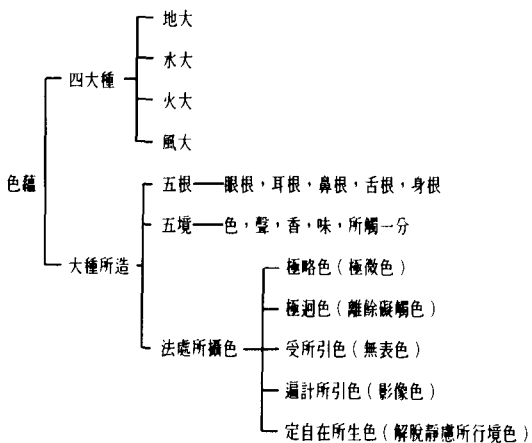 地大
水大
四大種
火大
風大
色蘊
五根——眼根，耳根，鼻根，舌根，身根
五境——色，聲，香，味，所觸一分
大種所造
極略色（極微色）
極迥色（離餘礙觸色）
法處所攝色
受所引色（無表色）
遍計所引色（影像色）
定自在所生色（解脫靜慮所行境色）